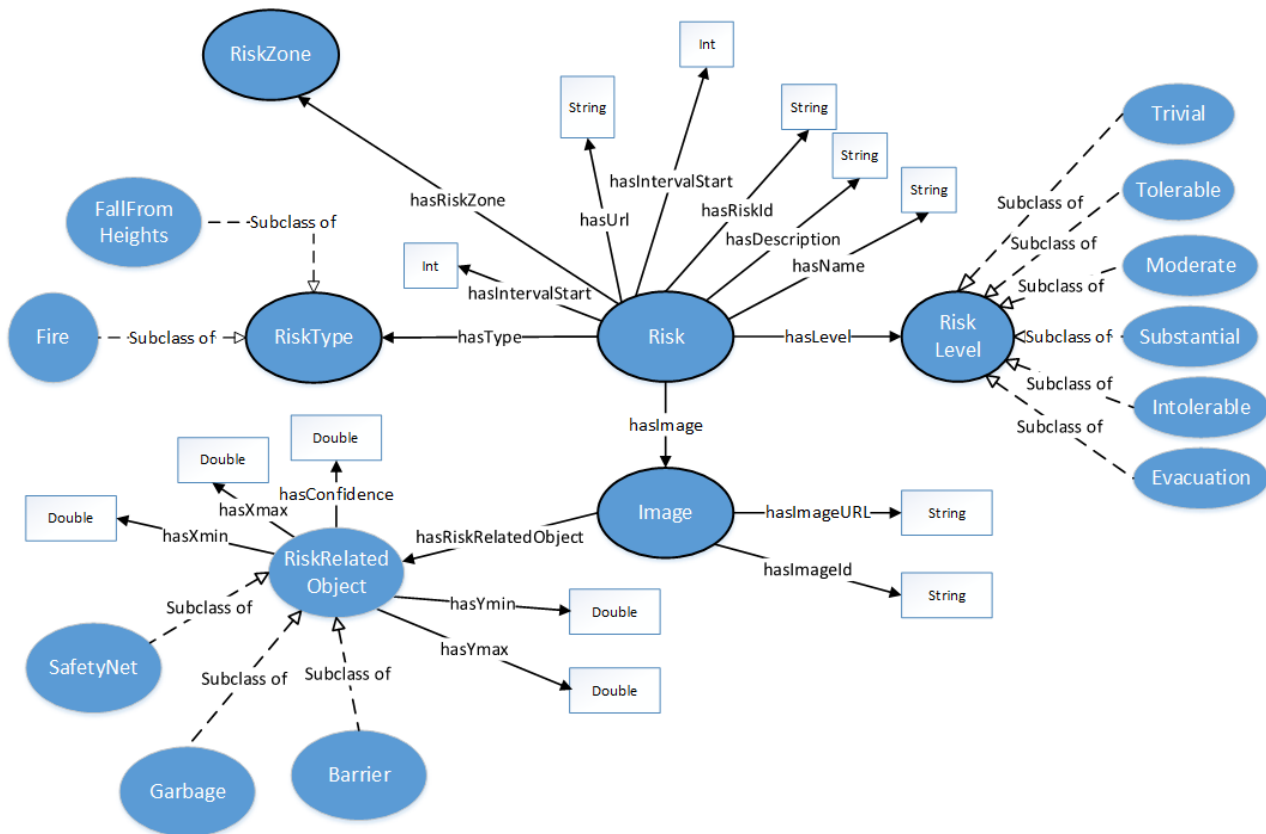 RiskZone
Int
String
String
String
String
Trivial
Tolerable
Moderate
Substantial
Intolerable
Evacuation
Subclass of
Subclass of
Subclass of
Subclass of
Subclass of
Subclass of
Risk
Level
hasIntervalStart
hasRiskZone
hasUrl
hasRiskId
hasDescription
hasName
FallFrom
Heights
Subclass of
Int
hasIntervalStart
Fire
Subclass of
RiskType
hasType
Risk
hasLevel
hasImage
Double
Double
Double
hasConfidence
hasXmax
hasXmin
hasRiskRelatedObject
Image
hasImageURL
String
hasImageId
String
RiskRelated
Object
hasYmin
Double
hasYmax
Double
Subclass of
SafetyNet
Subclass of
Subclass of
Garbage
Barrier